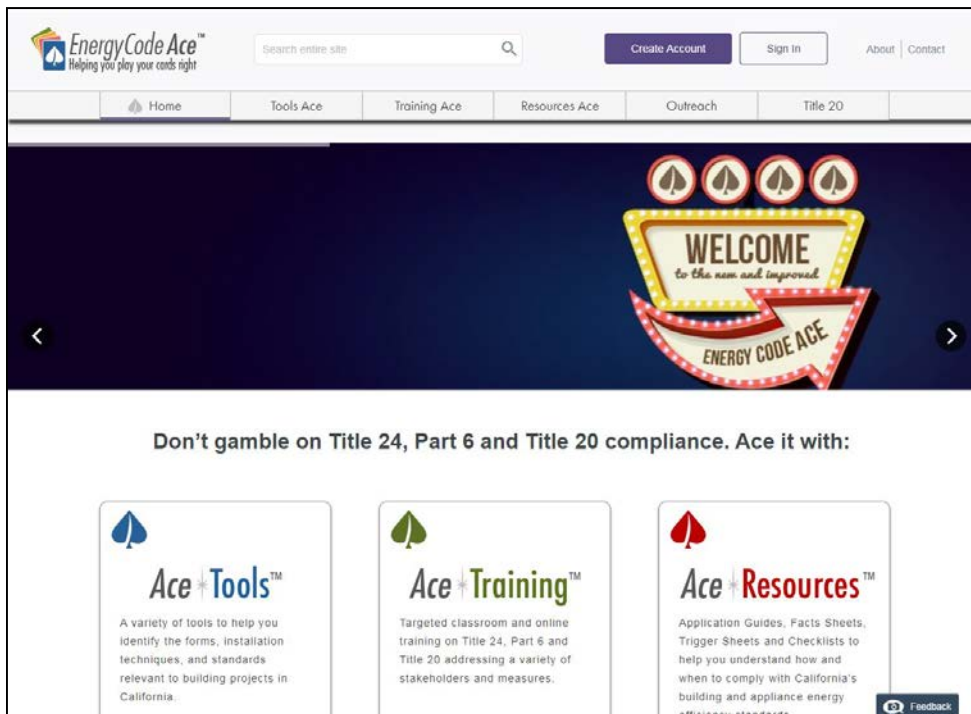 EnergyCode Ace™
Helping you play your cards right
Search entire site
Create Account
Sign In
About
Contact
Home
Tools Ace
Training Ace
Resources Ace
Outreach
Title 20
WELCOME
to the new and improved
ENERGY CODE ACE
Don't gamble on Title 24, Part 6 and Title 20 compliance. Ace it with:
Ace Tools™
A variety of tools to help you
identify the forms, installation
techniques, and standards
relevant to building projects in
California.
Ace Training™
Targeted classroom and online
training on Title 24, Part 6 and
Title 20 addressing a variety of
stakeholders and measures.
Ace Resources™
Application Guides, Facts Sheets,
Trigger Sheets and Checklists to
help you understand how and
when to comply with California's
building and appliance energy
efficiency standards
Feedback